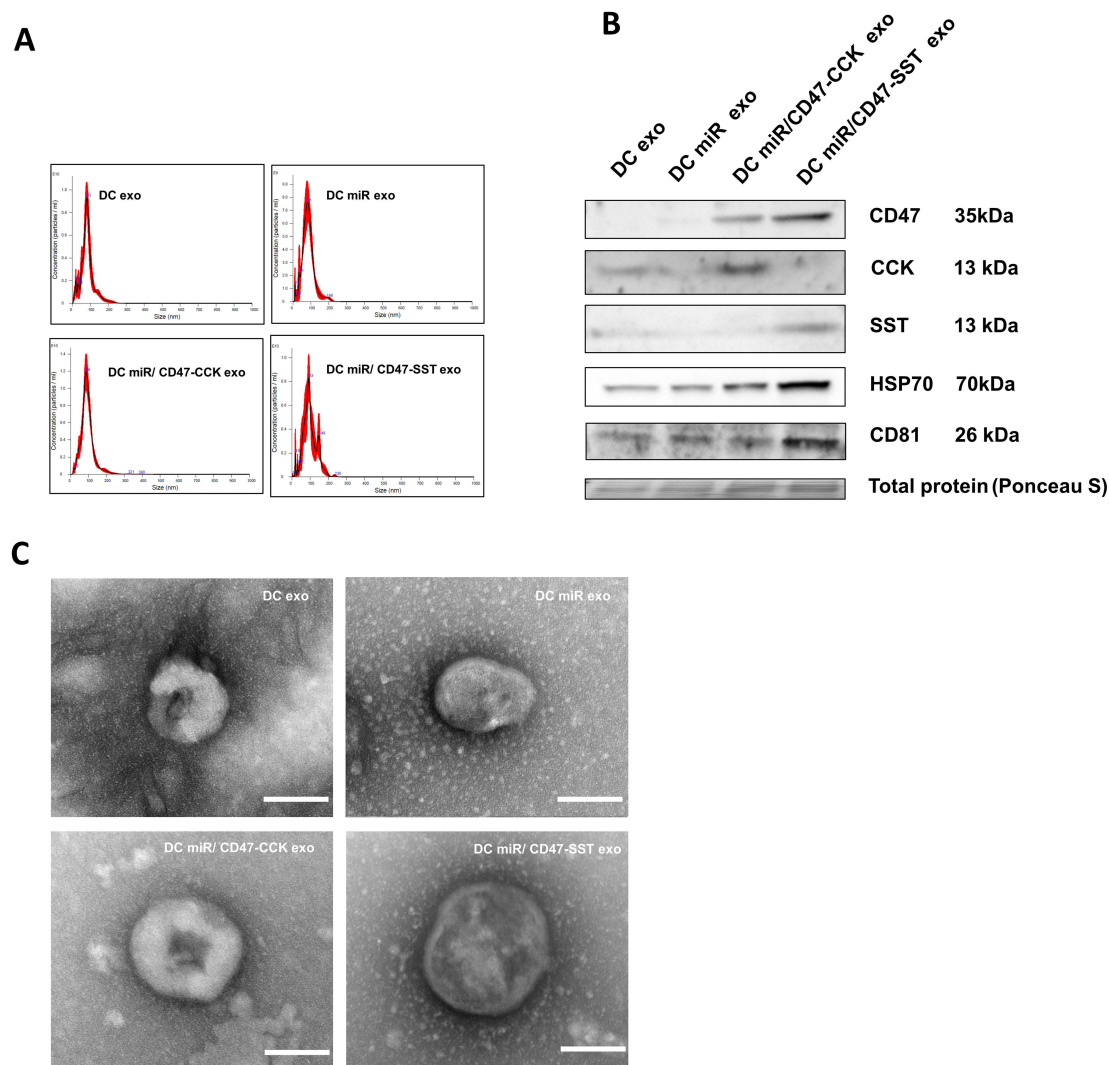 A
DC exo
Concentration (particles / ml)
Size (nm)
DC miR exo
Concentration (particles / ml)
Size (nm)
DC miR/ CD47-CCK exo
Concentration (particles / ml)
Size (nm)
DC miR/ CD47-SST exo
Concentration (particles / ml)
Size (nm)
B
DC exo
DC miR exo
DC miR/CD47-CCK exo
DC miR/CD47-SST exo
CD47 35kDa
CCK 13 kDa
SST 13 kDa
HSP70 70kDa
CD81 26 kDa
Total protein (Ponceau S)
C
DC exo
DC miR exo
DC miR/ CD47-CCK exo
DC miR/ CD47-SST exo